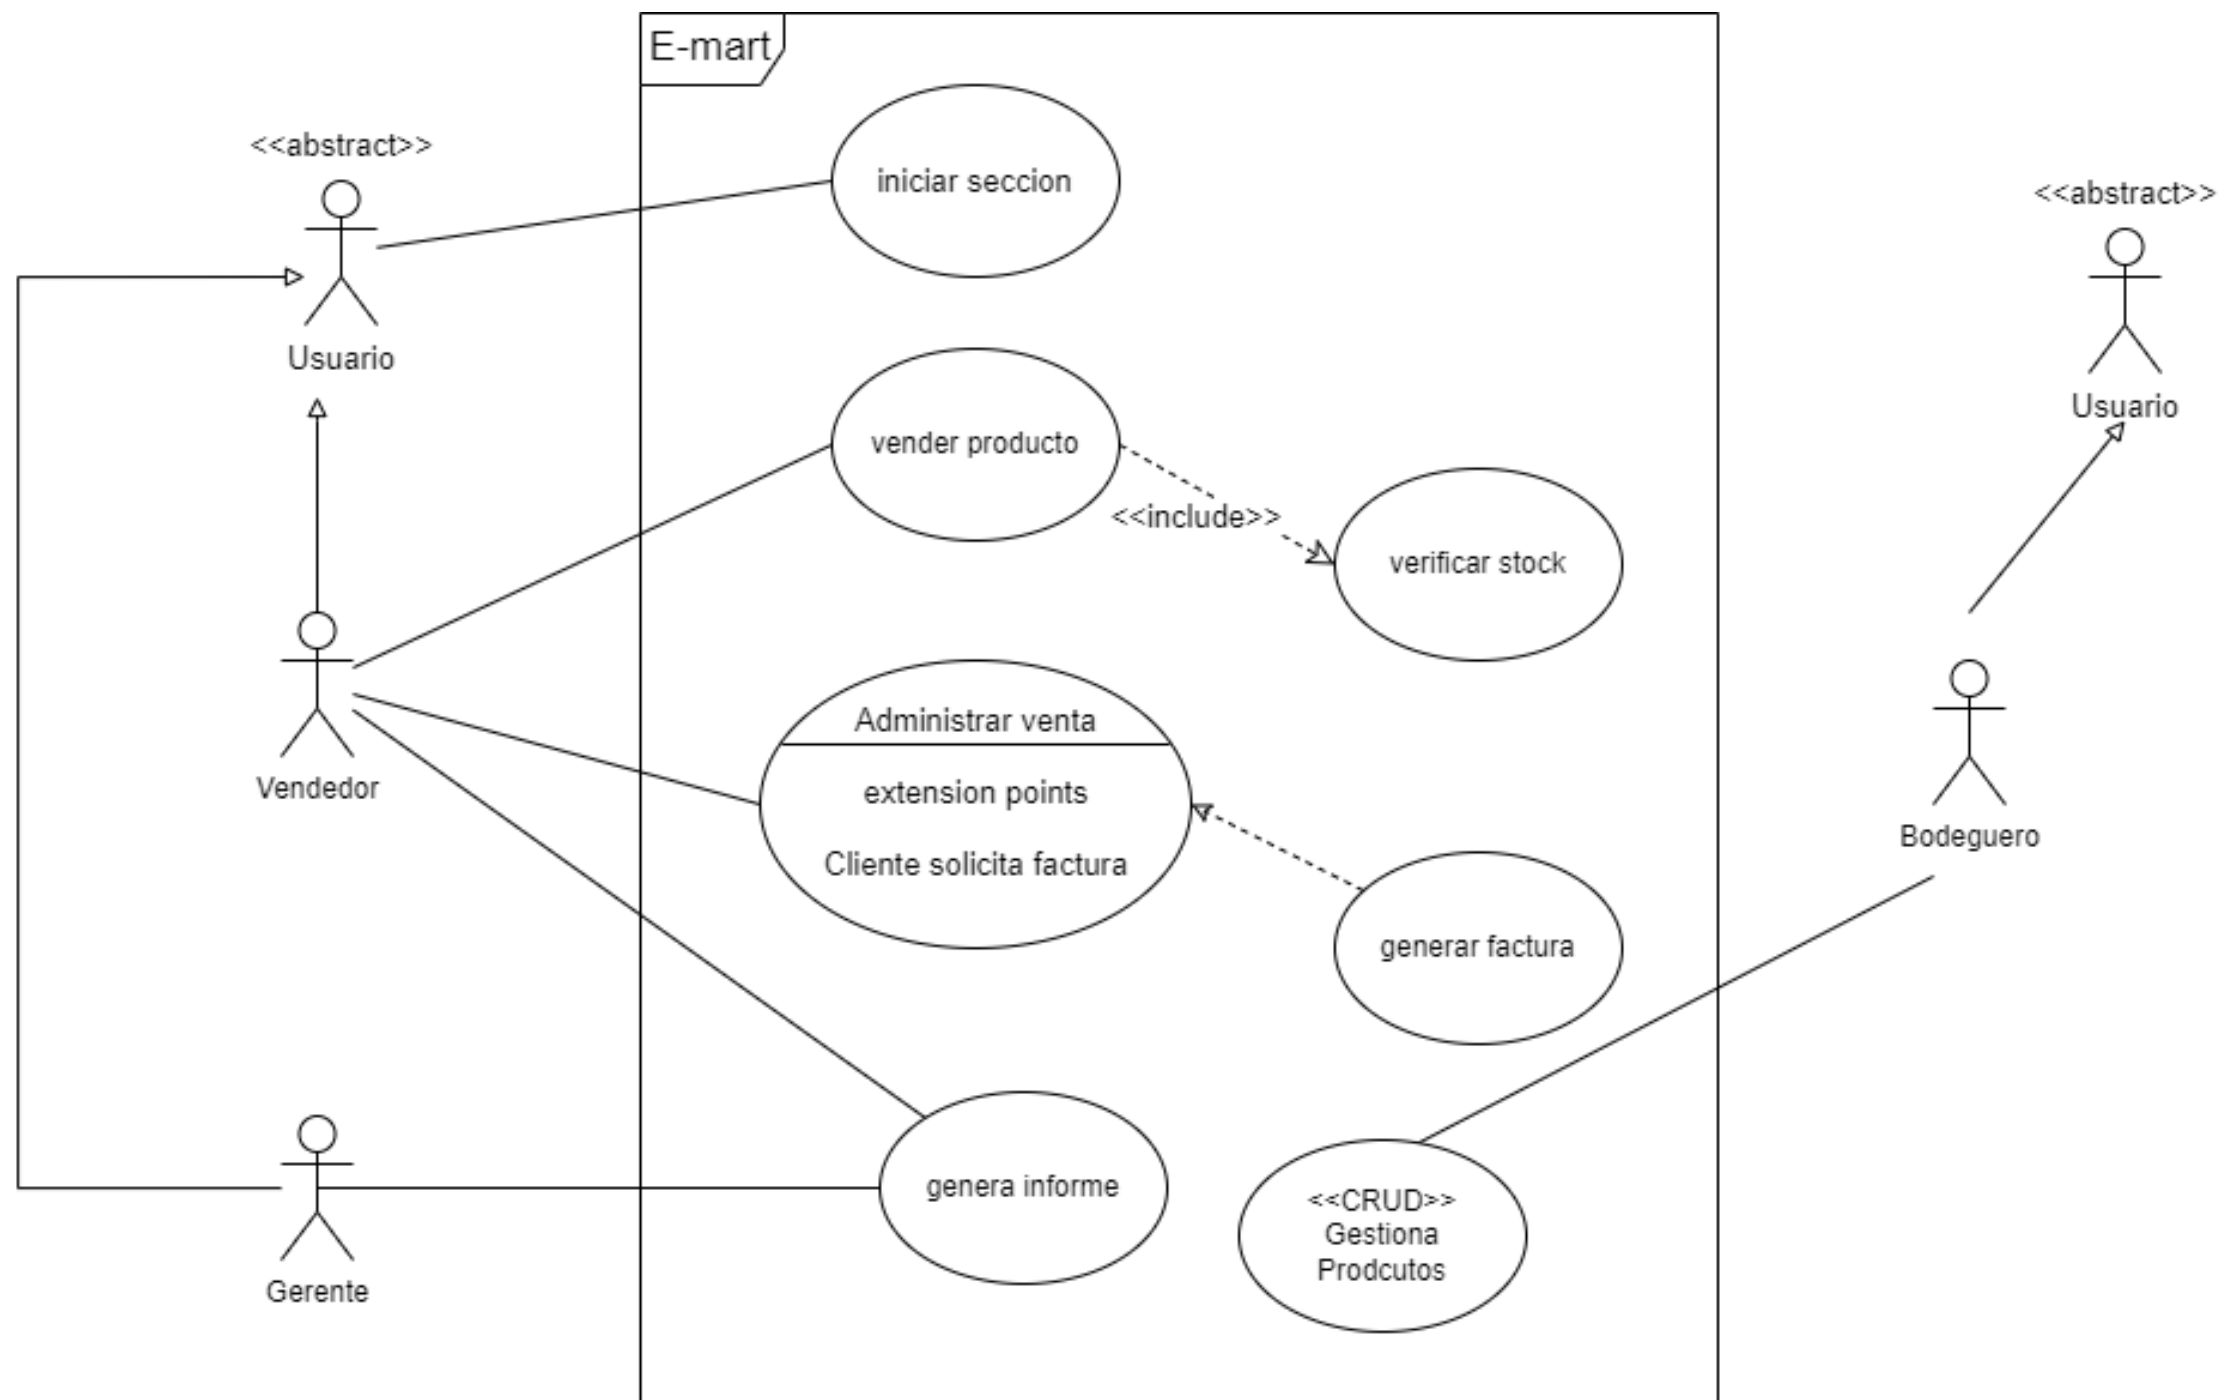 E-mart
<<abstract>>
iniciar seccion
<<abstract>>
Usuario
Usuario
vender producto
<<include>>
verificar stock
Administrar venta
extension points
Cliente solicita factura
Vendedor
Bodeguero
generar factura
genera informe
<<CRUD>>
Gestiona
Prodcutos
Gerente